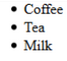 • Coffee
• Tea
• Milk